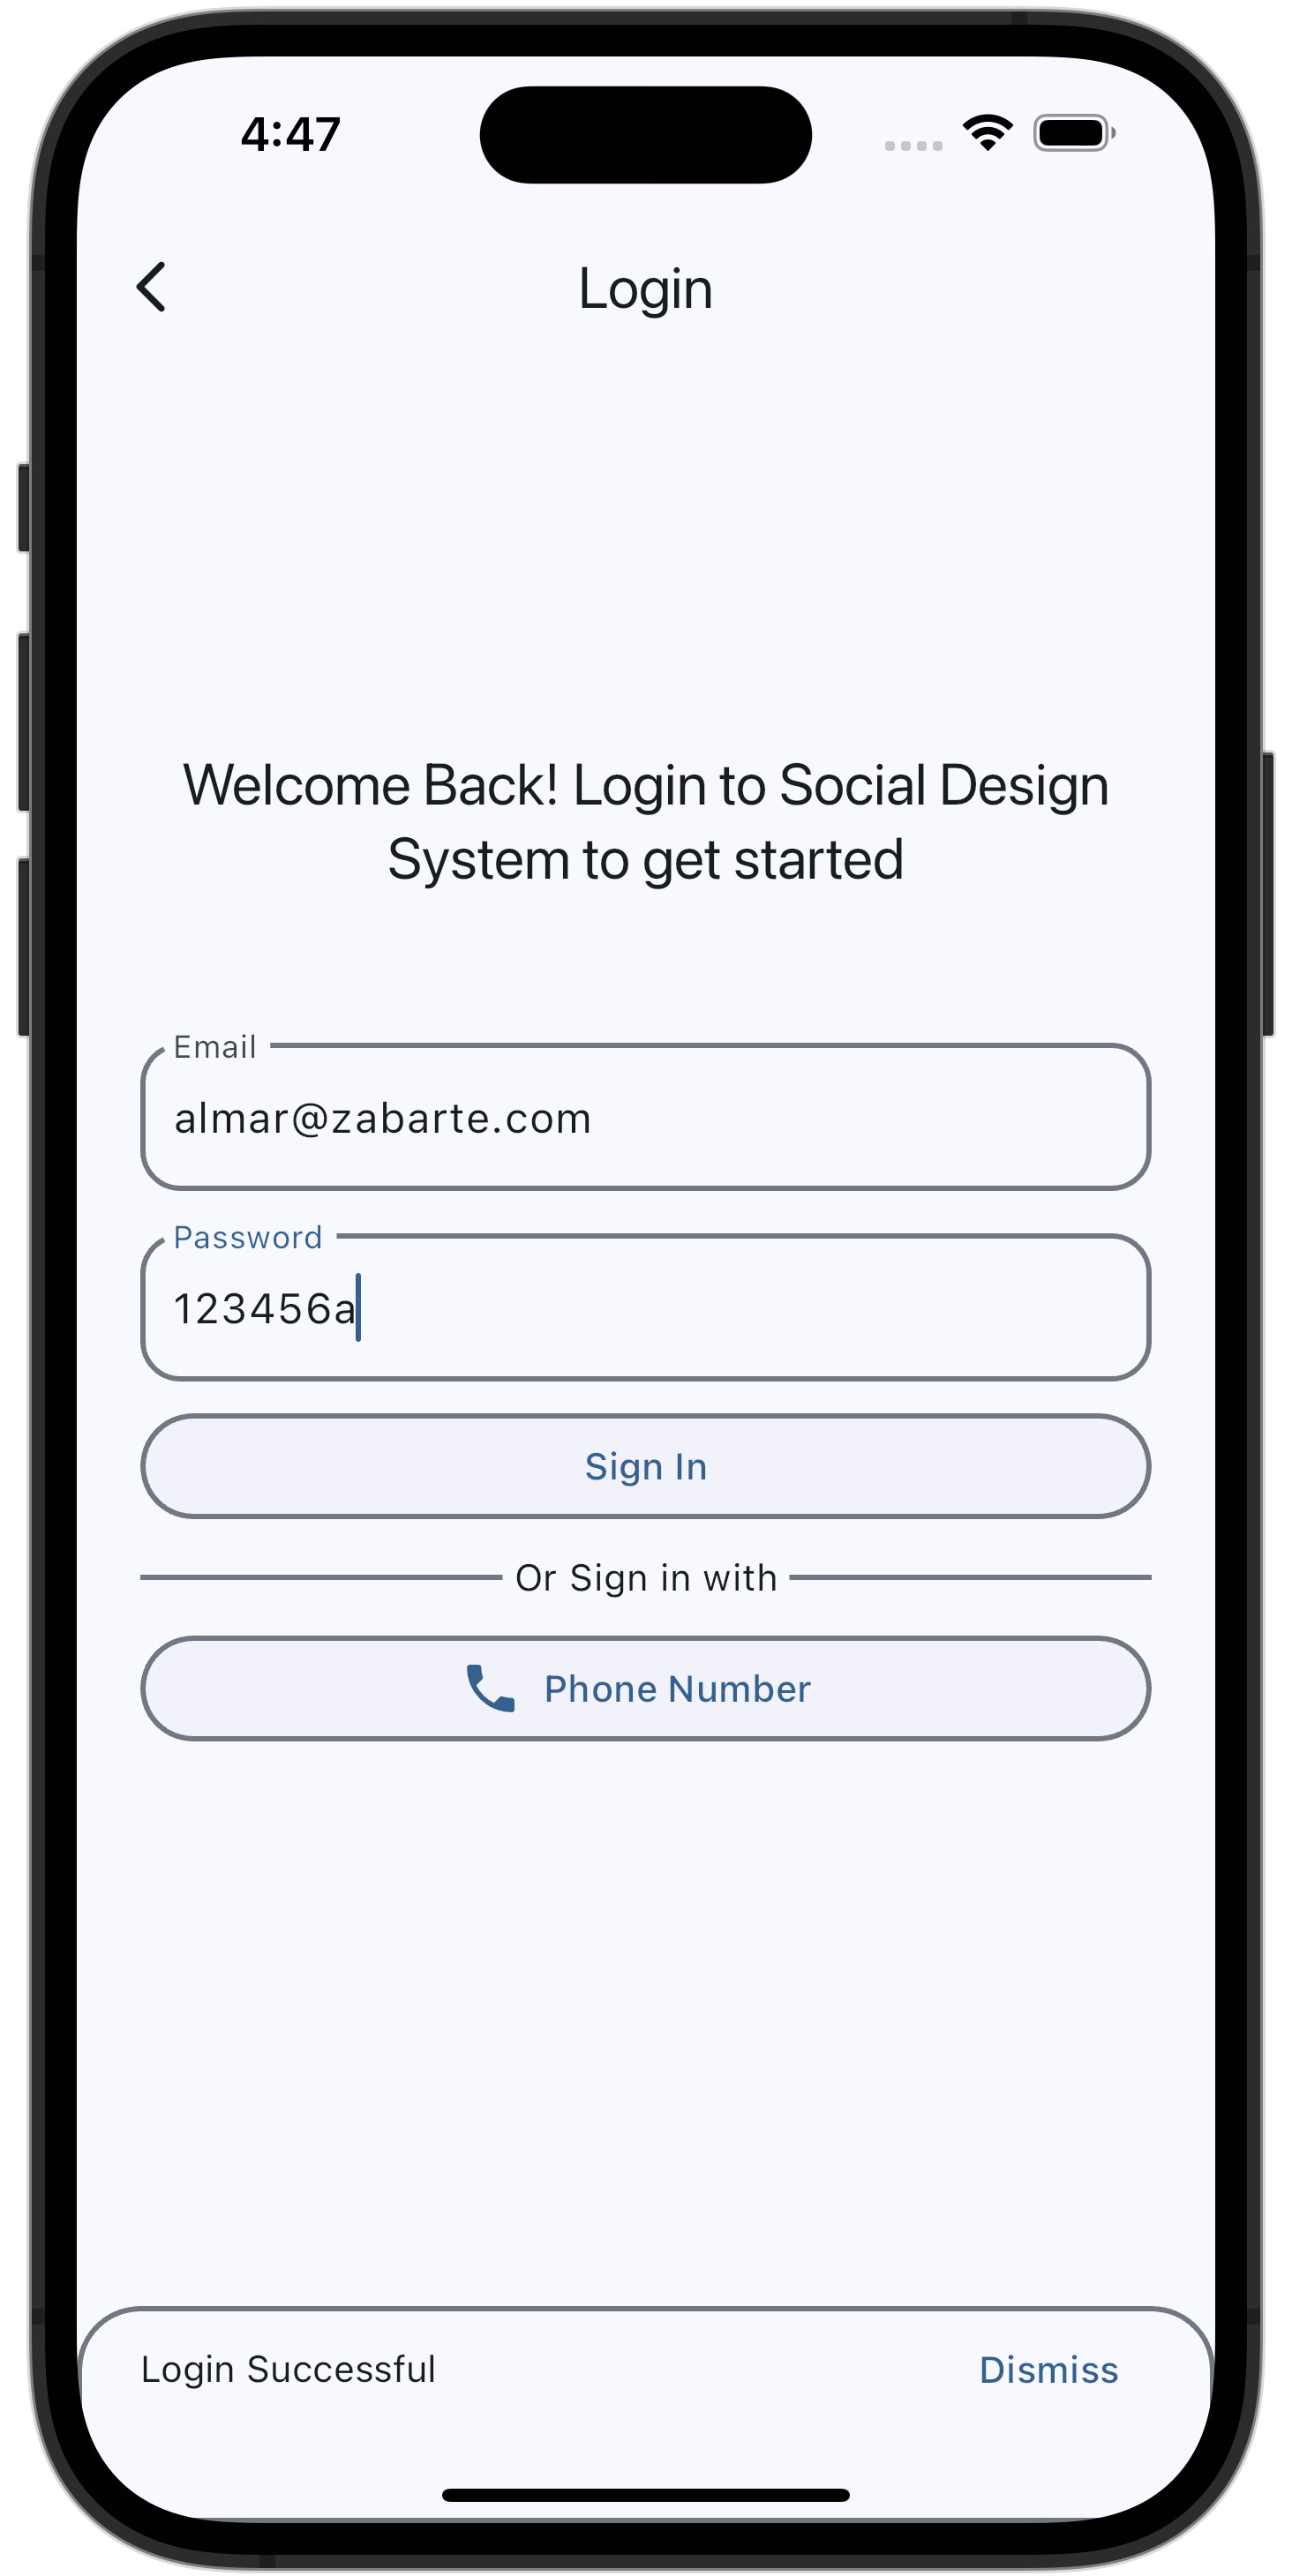 4:47
Login
Welcome Back! Login to Social Design
System to get started
Email
almar@zabarte.com
Password
123456a
Sign In
Or Sign in with
Phone Number
Login Successful
Dismiss